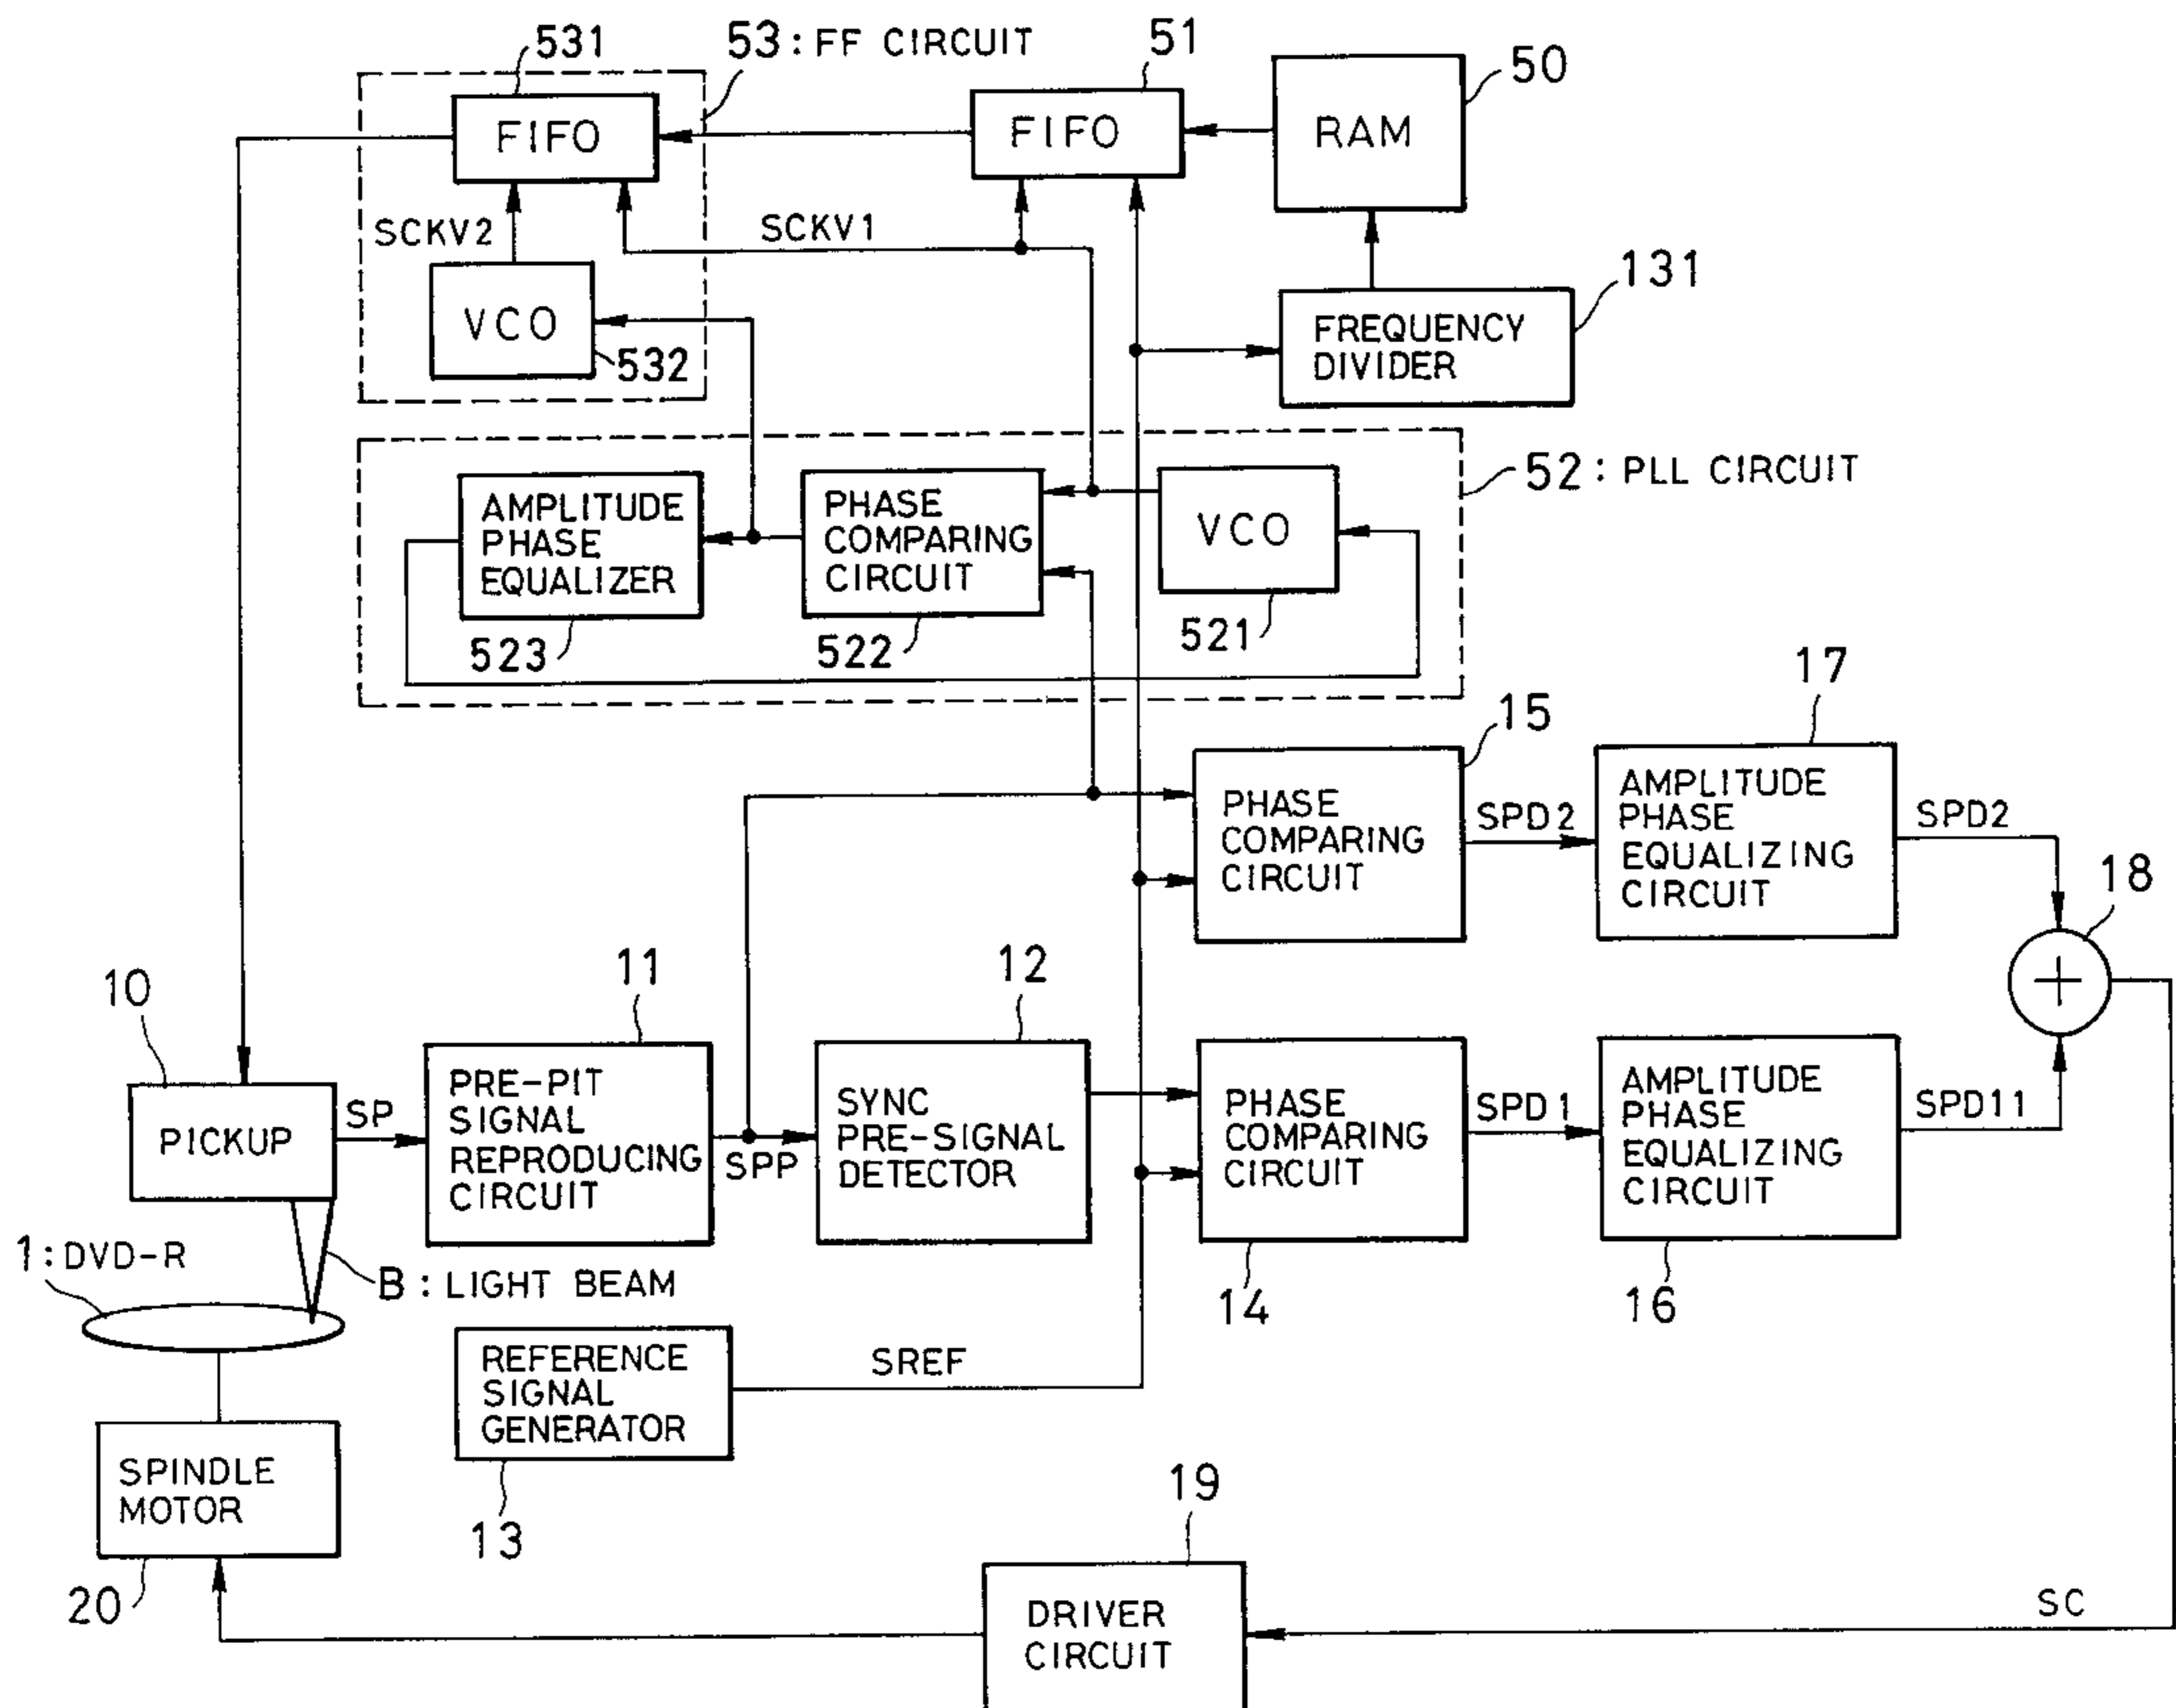 531
53 : FF CIRCUIT
51
50
FIFO
FIFO
RAM
SCKV2
SCKV1
131
VCO
532
FREQUENCY
DIVIDER
52 : PLL CIRCUIT
AMPLITUDE
PHASE
EQUALIZER
PHASE
COMPARING
CIRCUIT
VCO
523
522
521
17
15
AMPLITUDE
PHASE
EQUALIZING
CIRCUIT
PHASE
COMPARING
CIRCUIT
SPD2
SPD2
18
10
11
12
PICKUP
SP
PRE-PIT
SIGNAL
REPRODUCING
CIRCUIT
SPP
SYNC
PRE-SIGNAL
DETECTOR
PHASE
COMPARING
CIRCUIT
SPD1
AMPLITUDE
PHASE
EQUALIZING
CIRCUIT
SPD11
1 : DVD-R
B : LIGHT BEAM
14
16
REFERENCE
SIGNAL
GENERATOR
SREF
SPINDLE
MOTOR
13
19
20
DRIVER
CIRCUIT
SC